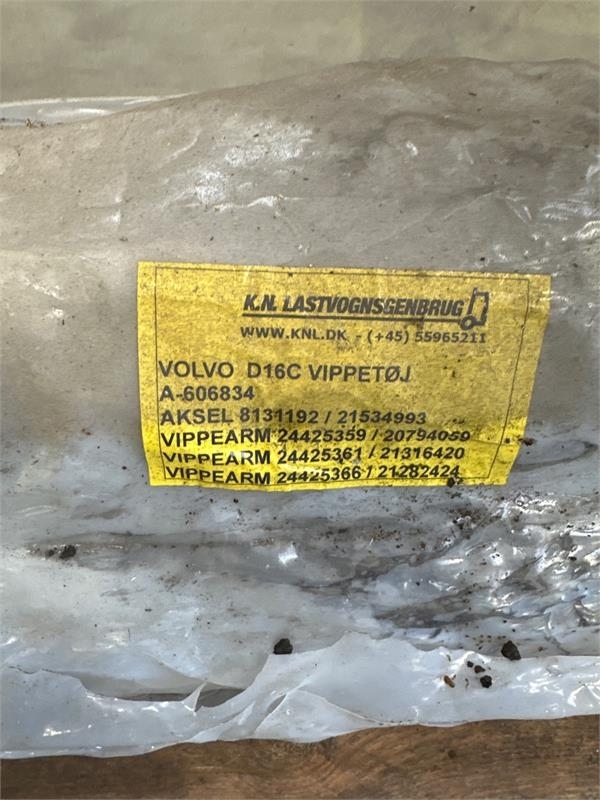 K.N. LASTVOGNSGENBRUG
WWW.KNL.DK - (+45) 55965211
VOLVO D16C VIPPETØJ
A-606834
AKSEL 8131192 / 21534993
VIPPEARM 24425359 / 20794059
VIPPEARM 24425361 / 21316420
VIPPEARM 24425366 / 21282424